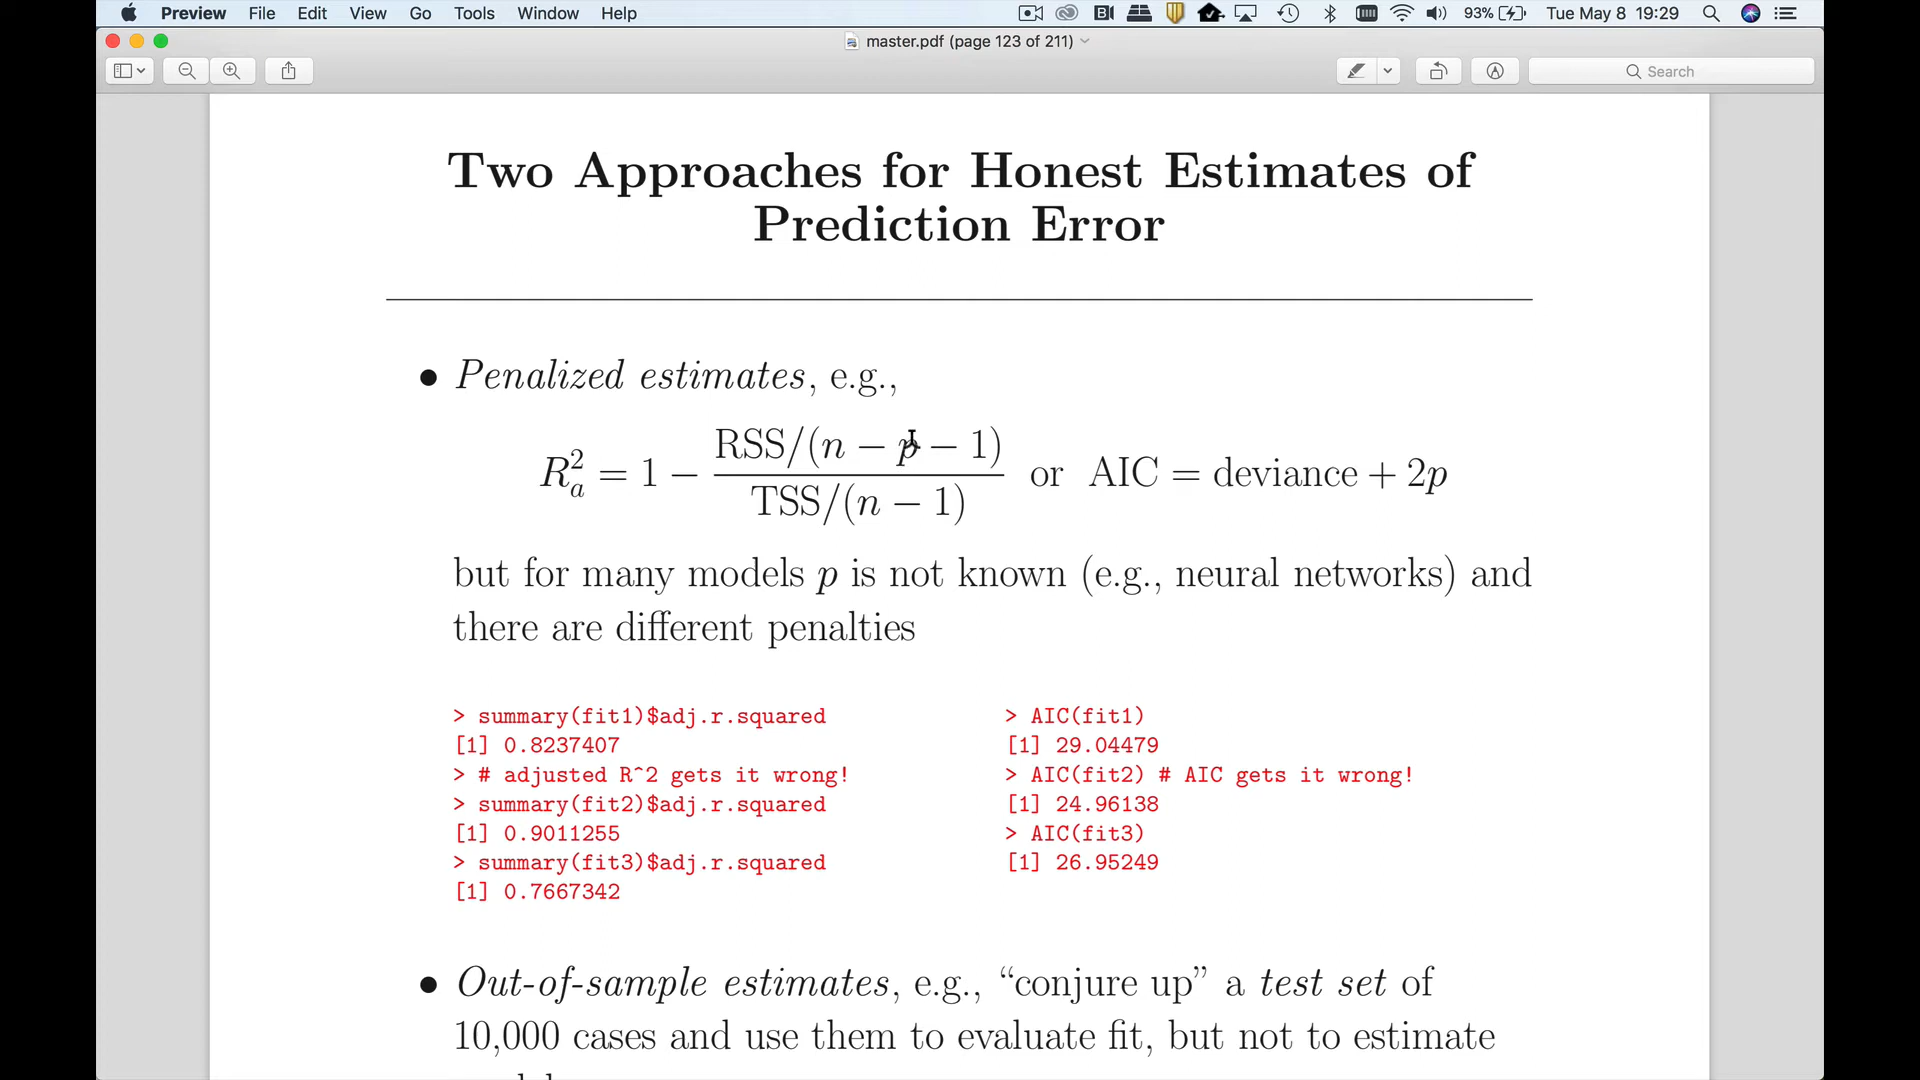 Preview File Edit View Go Tools Window Help 93% Tue May 8 19:29
master.pdf (page 123 of 211)
Search
Two Approaches for Honest Estimates of
Prediction Error
• Penalized estimates, e.g.,
R²ₐ = 1 − RSS/(n − p − 1) / TSS/(n − 1) or AIC = deviance + 2p
but for many models p is not known (e.g., neural networks) and
there are different penalties
> summary(fit1)$adj.r.squared
[1] 0.8237407
> # adjusted R^2 gets it wrong!
> summary(fit2)$adj.r.squared
[1] 0.9011255
> summary(fit3)$adj.r.squared
[1] 0.7667342
> AIC(fit1)
[1] 29.04479
> AIC(fit2) # AIC gets it wrong!
[1] 24.96138
> AIC(fit3)
[1] 26.95249
• Out-of-sample estimates, e.g., “conjure up” a test set of
10,000 cases and use them to evaluate fit, but not to estimate